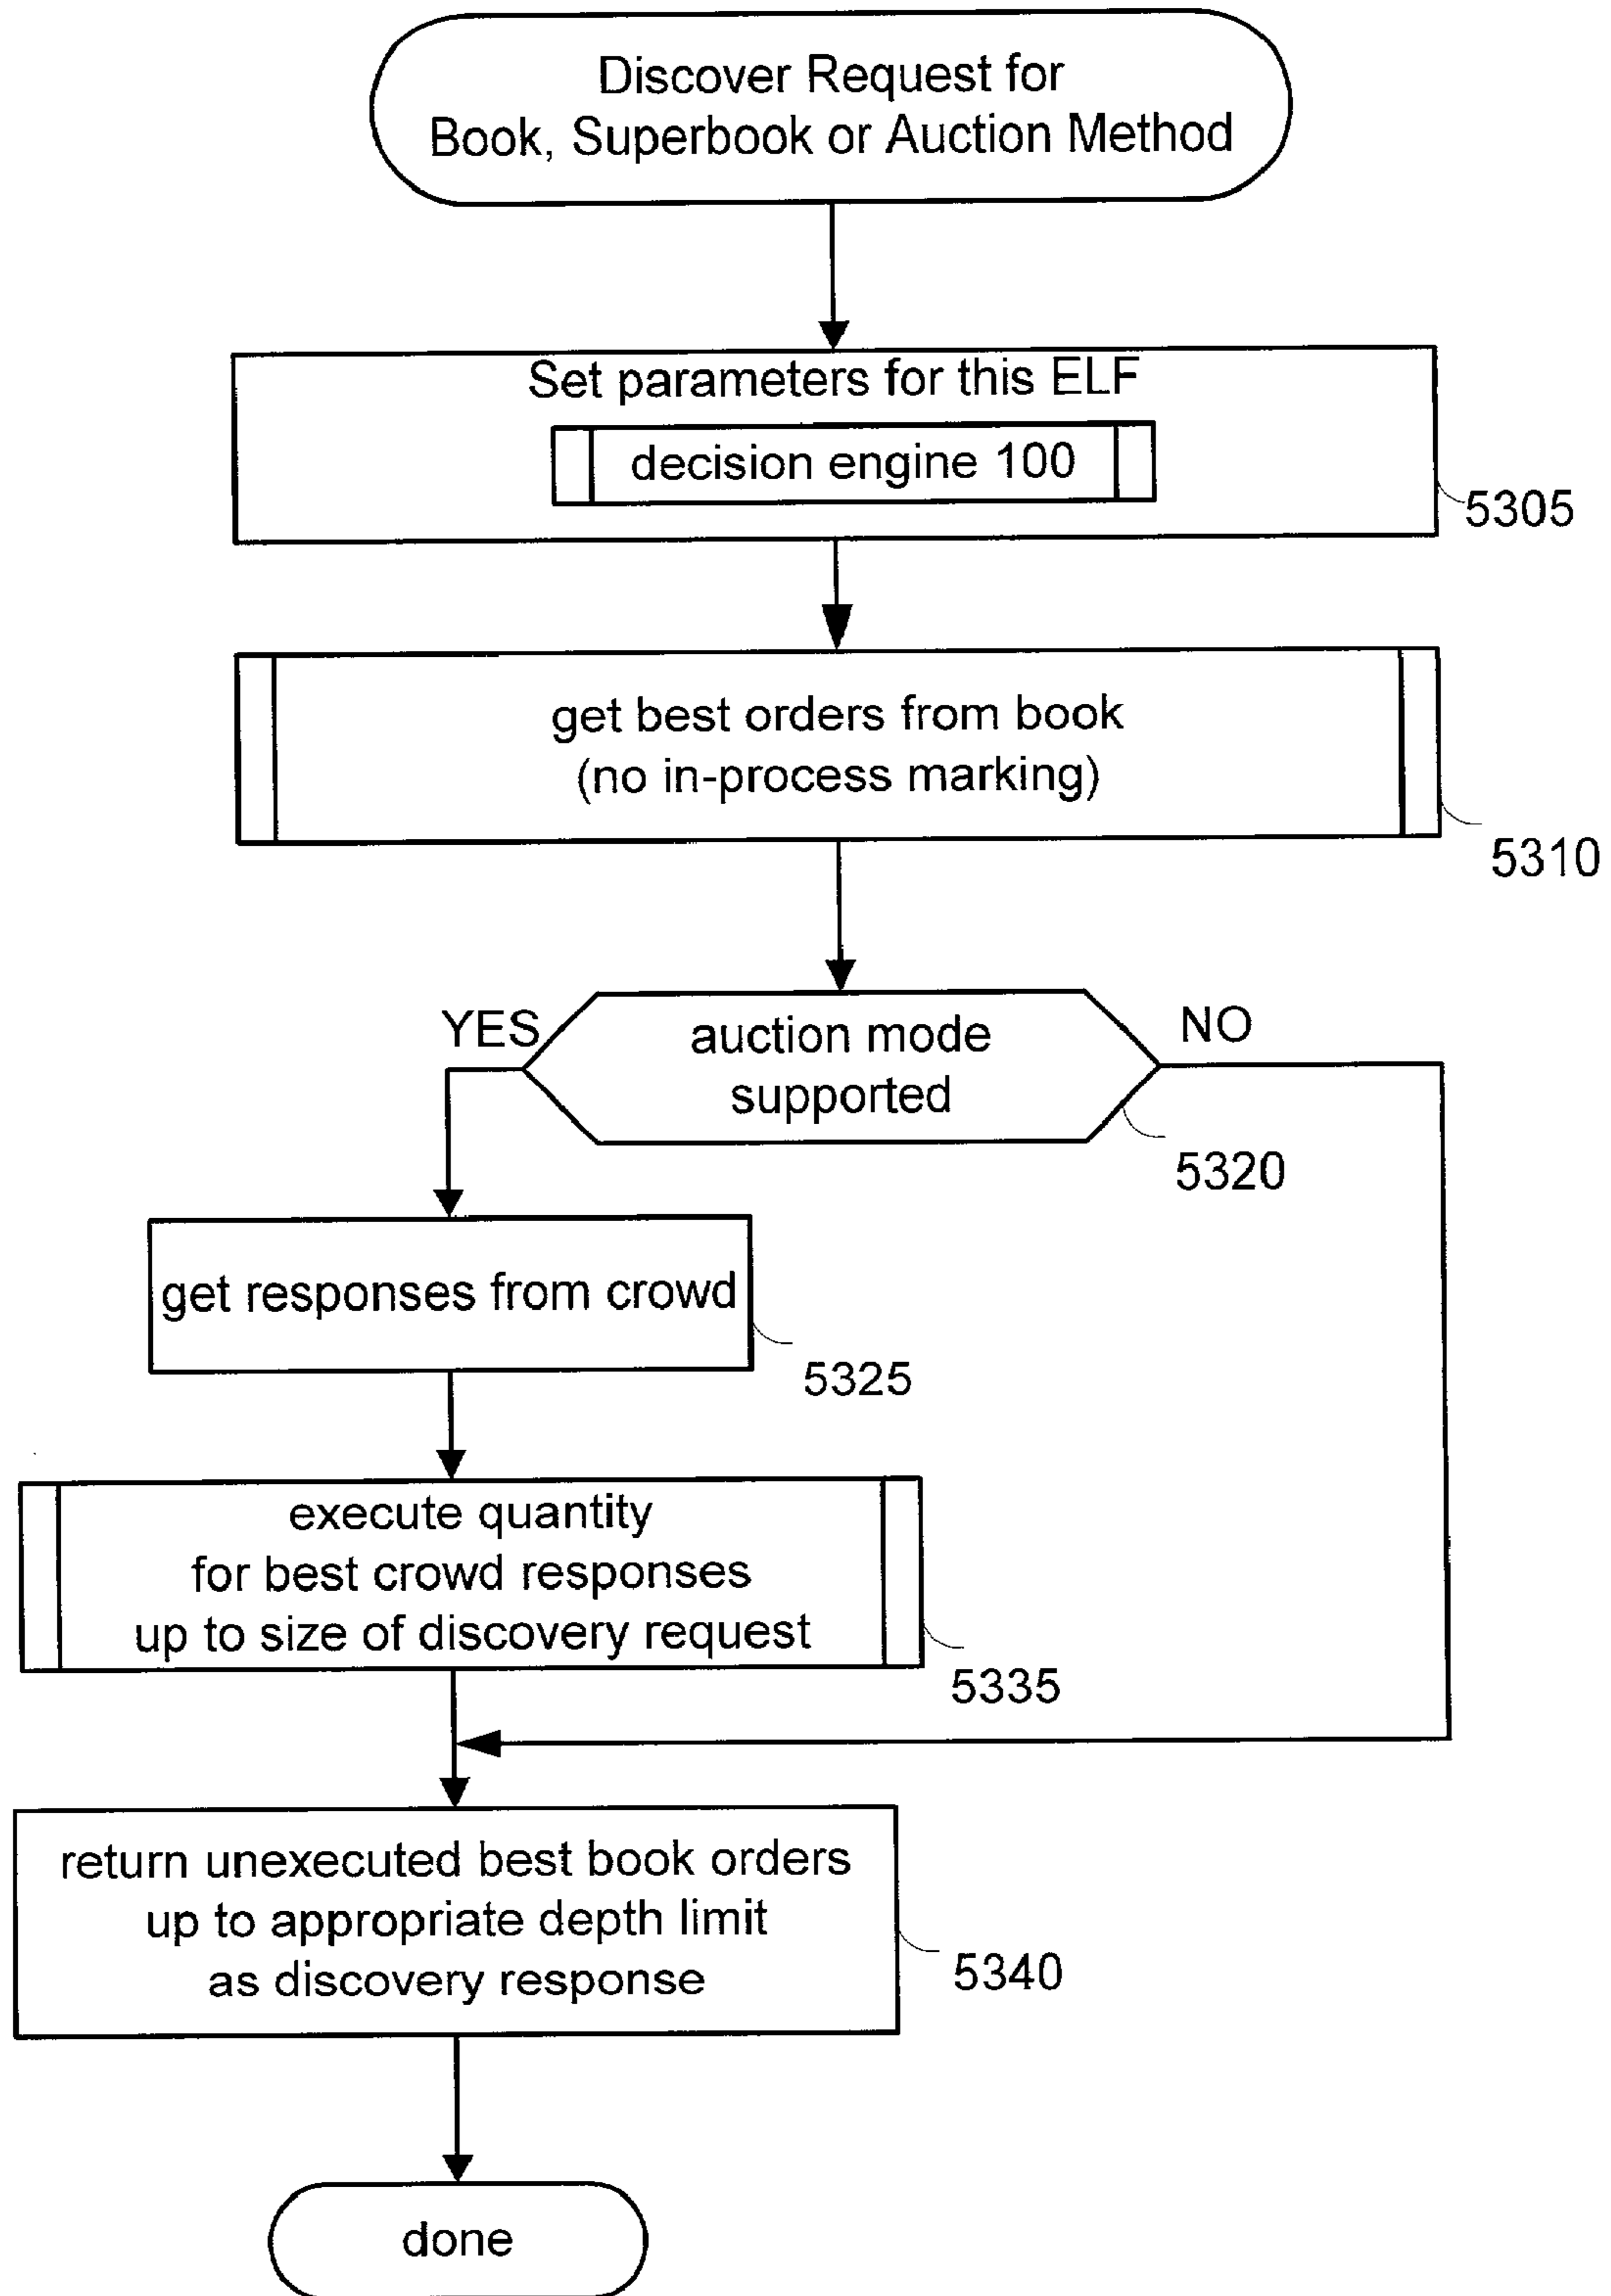 Discover Request for
Book, Superbook or Auction Method
Set parameters for this ELF
decision engine 100
5305
get best orders from book
(no in-process marking)
5310
YES
auction mode
supported
NO
5320
get responses from crowd
5325
execute quantity
for best crowd responses
up to size of discovery request
5335
return unexecuted best book orders
up to appropriate depth limit
as discovery response
5340
done